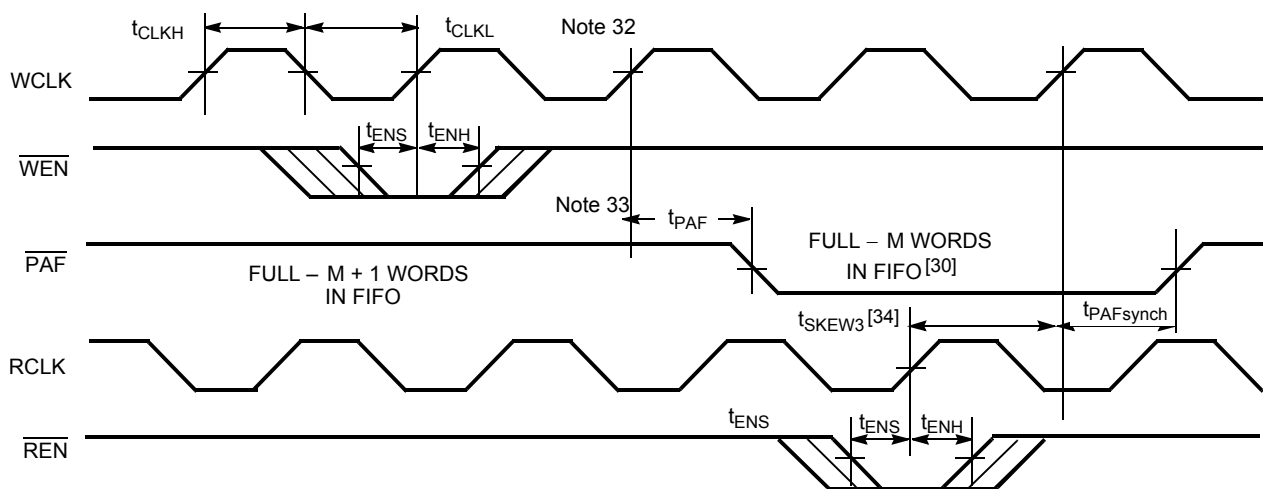 tCLKH
tCLKL
Note 32
WCLK
tENS
tENH
WEN
Note 33
tPAF
FULL – M WORDS
IN FIFO[30]
PAF
FULL – M + 1 WORDS
IN FIFO
tSKEW3[34]
tPAFsynch
RCLK
tENS
tENS
tENH
REN